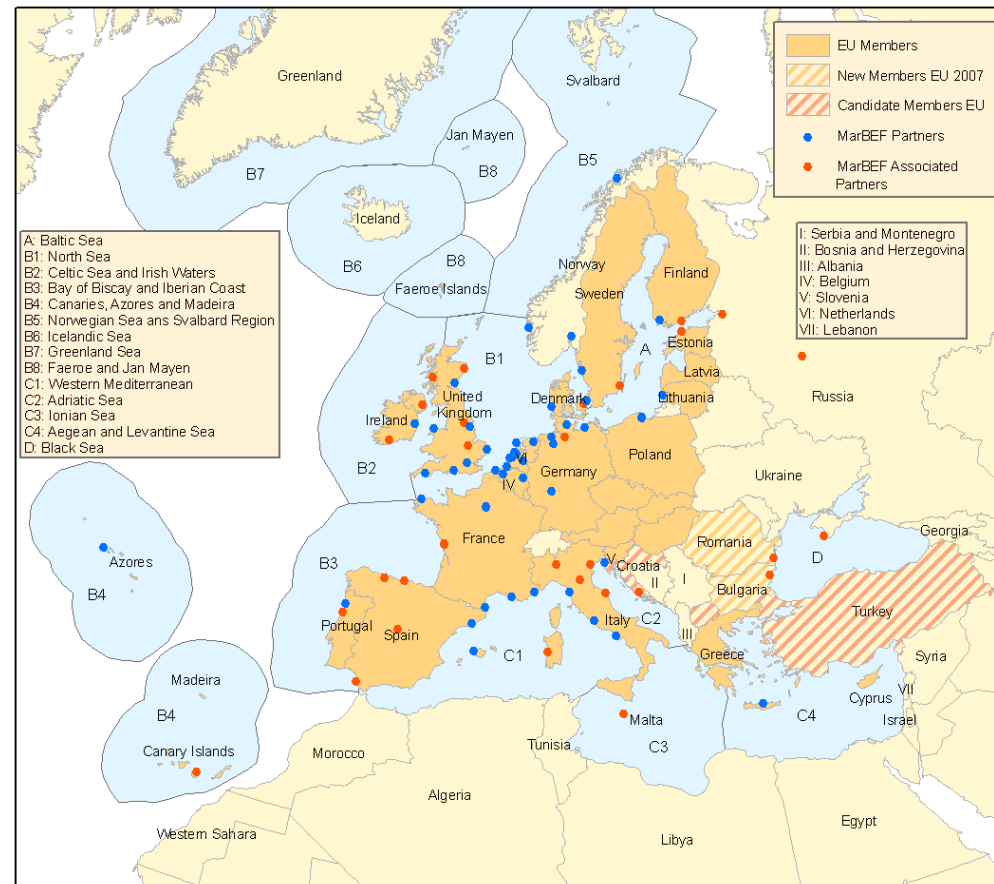 Greenland
Svalbard
Jan Mayen
B8
B7
B5
Iceland
B6
B8
Faeroe Islands
Norway
Sweden
Finland
EU Members
New Members EU 2007
Candidate Members EU
MarBEF Partners
MarBEF Associated
Partners
A: Baltic Sea
B1: North Sea
B2: Celtic Sea and Irish Waters
B3: Bay of Biscay and Iberian Coast
B4: Canaries, Azores and Madeira
B5: Norwegian Sea ans Svalbard Region
B6: Icelandic Sea
B7: Greenland Sea
B8: Faeroe and Jan Mayen
C1: Western Mediterranean
C2: Adriatic Sea
C3: Ionian Sea
C4: Aegean and Levantine Sea
D: Black Sea
I: Serbia and Montenegro
II: Bosnia and Herzegovina
III: Albania
IV: Belgium
V: Slovenia
VI: Netherlands
VII: Lebanon
B1
A
Estonia
Latvia
Lithuania
Russia
United
Kingdom
Ireland
Denmark
B2
VI
IV
Germany
Poland
Ukraine
France
B3
Azores
B4
Romania
Georgia
D
V
Croatia
II
I
Bulgaria
Turkey
Portugal
Spain
Italy
C2
III
Greece
C1
Syria
VII
Cyprus
Israel
C4
Madeira
B4
Canary Islands
Malta
C3
Tunisia
Morocco
Algeria
Libya
Egypt
Western Sahara